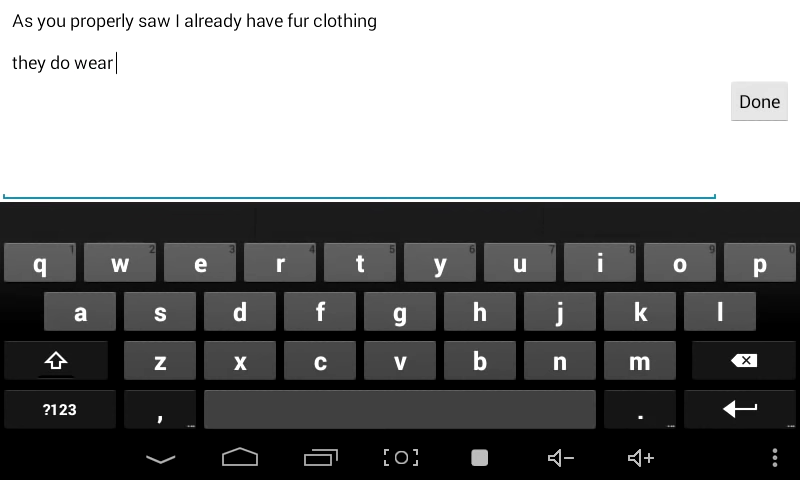 As you properly saw I already have fur clothing
they do wear
Done
1 2 3 4 5 6 7 8 9 0
q w e r t y u i o p
a s d f g h j k l
z x c v b n m
?123 , ... . ... ...